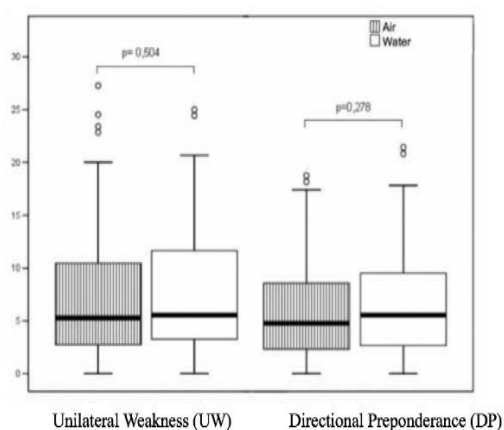 Air
Water
p= 0,504
p=0,278
30
25
20
15
10
5
0
Unilateral Weakness (UW) Directional Preponderance (DP)